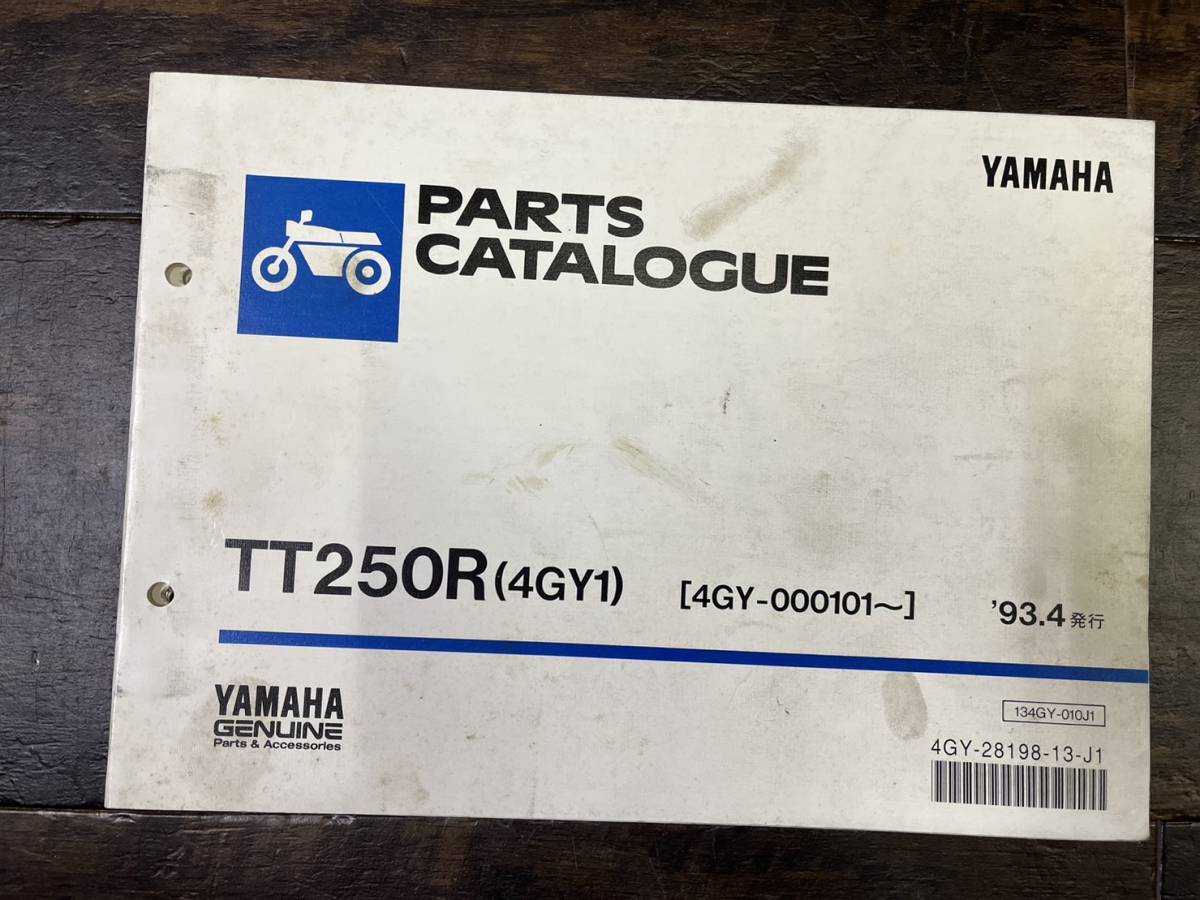 YAMAHA
PARTS
CATALOGUE
TT250R (4GY1) [4GY-000101～] '93.4 発行
YAMAHA
GENUINE
Parts & Accessories
134GY-010J1
4GY-28198-13-J1